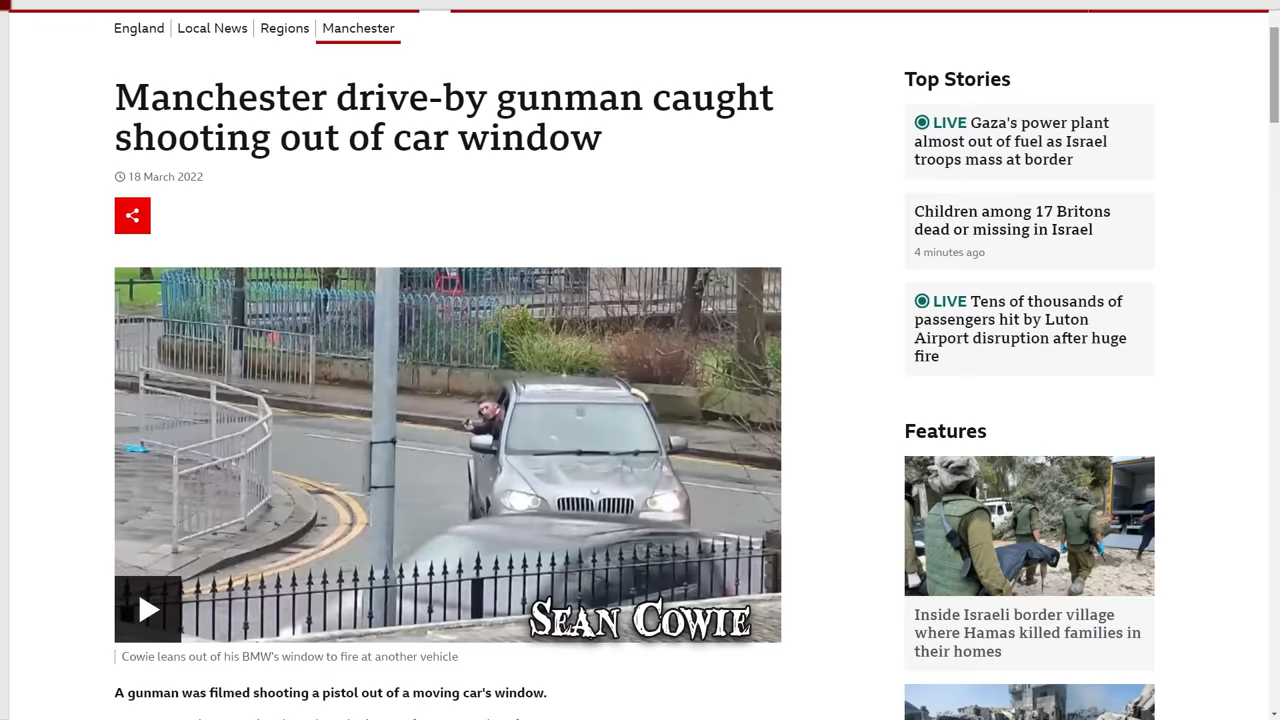 England
Local News
Regions
Manchester
Manchester drive-by gunman caught
shooting out of car window
18 March 2022
SEAN COWIE
Cowie leans out of his BMW's window to fire at another vehicle
A gunman was filmed shooting a pistol out of a moving car's window.
Top Stories
LIVE Gaza's power plant
almost out of fuel as Israel
troops mass at border
Children among 17 Britons
dead or missing in Israel
4 minutes ago
LIVE Tens of thousands of
passengers hit by Luton
Airport disruption after huge
fire
Features
Inside Israeli border village
where Hamas killed families in
their homes